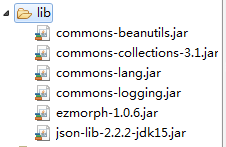 lib
commons-beanutils.jar
commons-collections-3.1.jar
commons-lang.jar
commons-logging.jar
ezmorph-1.0.6.jar
json-lib-2.2.2-jdk15.jar